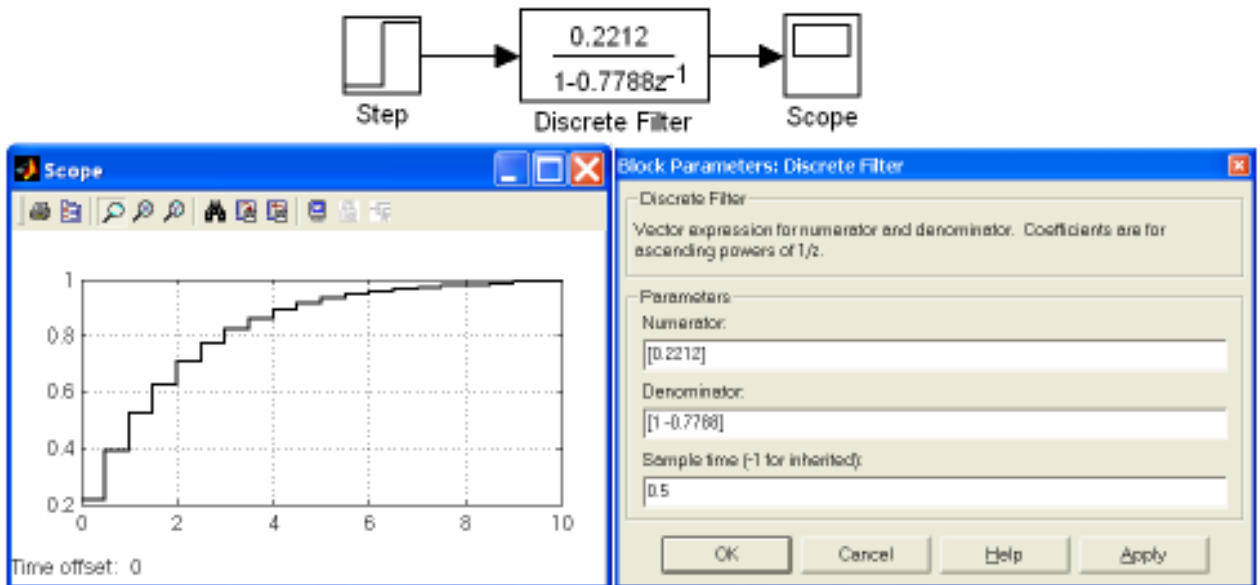 0.2212
1-0.7788z-1
Step
Discrete Filter
Scope
Scope
1
0.8
0.6
0.4
0.2
0 2 4 6 8 10
Time offset: 0
Block Parameters: Discrete Filter
Discrete Filter
Vector expression for numerator and denominator. Coefficients are for
ascending powers of 1/z.
Parameters
Numerator:
[0.2212]
Denominator:
[1 -0.7788]
Sample time (-1 for inherited):
0.5
OK Cancel Help Apply